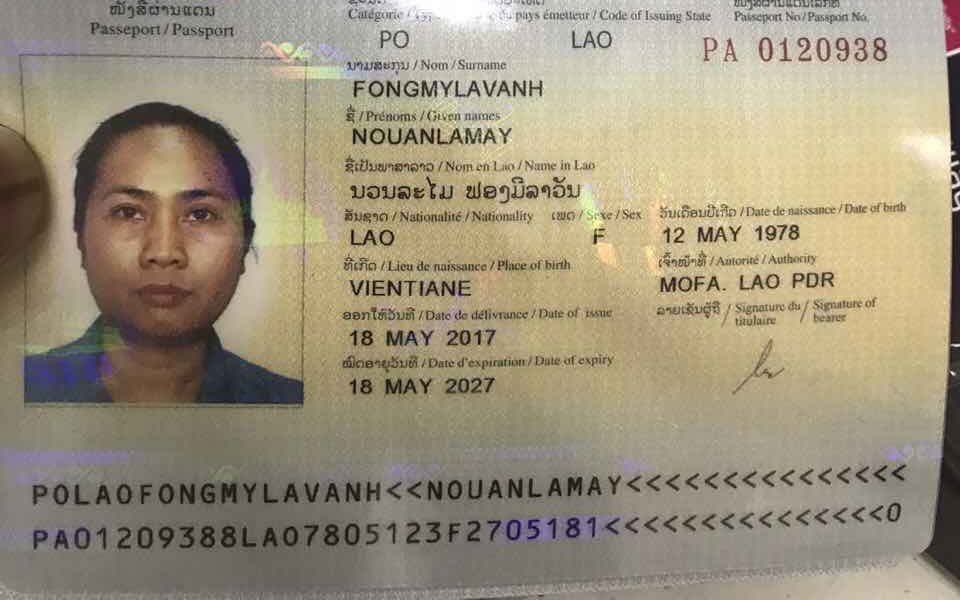 ໜັງສືຜ່ານແດນ
Passeport / Passport
Catégorie / du pays émetteur / Code of Issuing State
Passeport No / Passport No.
PO LAO PA 0120938
ນາມສະກຸນ / Nom / Surname
FONGMYLAVANH
ຊື່ / Prénoms / Given names
NOUANLAMAY
ຊື່ເປັນພາສາລາວ / Nom en Lao / Name in Lao
ນວນລະໄມ ຟອງມີລາວັນ
ສັນຊາດ / Nationalité / Nationality ເພດ / Sexe / Sex ວັນເດືອນປີເກີດ / Date de naissance / Date of birth
LAO F 12 MAY 1978
ທີ່ເກີດ / Lieu de naissance / Place of birth ເຈົ້າໜ້າທີ່ / Autorité / Authority
VIENTIANE MOFA. LAO PDR
ອອກໃຫ້ວັນທີ / Date de délivrance / Date of issue ລາຍເຊັນຜູ້ຖື / Signature du titulaire / Signature of bearer
18 MAY 2017
ໝົດອາຍຸວັນທີ / Date d'expiration / Date of expiry
18 MAY 2027
POLAOFONGMYLAVANH<<NOUANLAMAY<<<<<<<<<<<<<<<
PA01209388LAO7805123F2705181<<<<<<<<<<<<<<<0